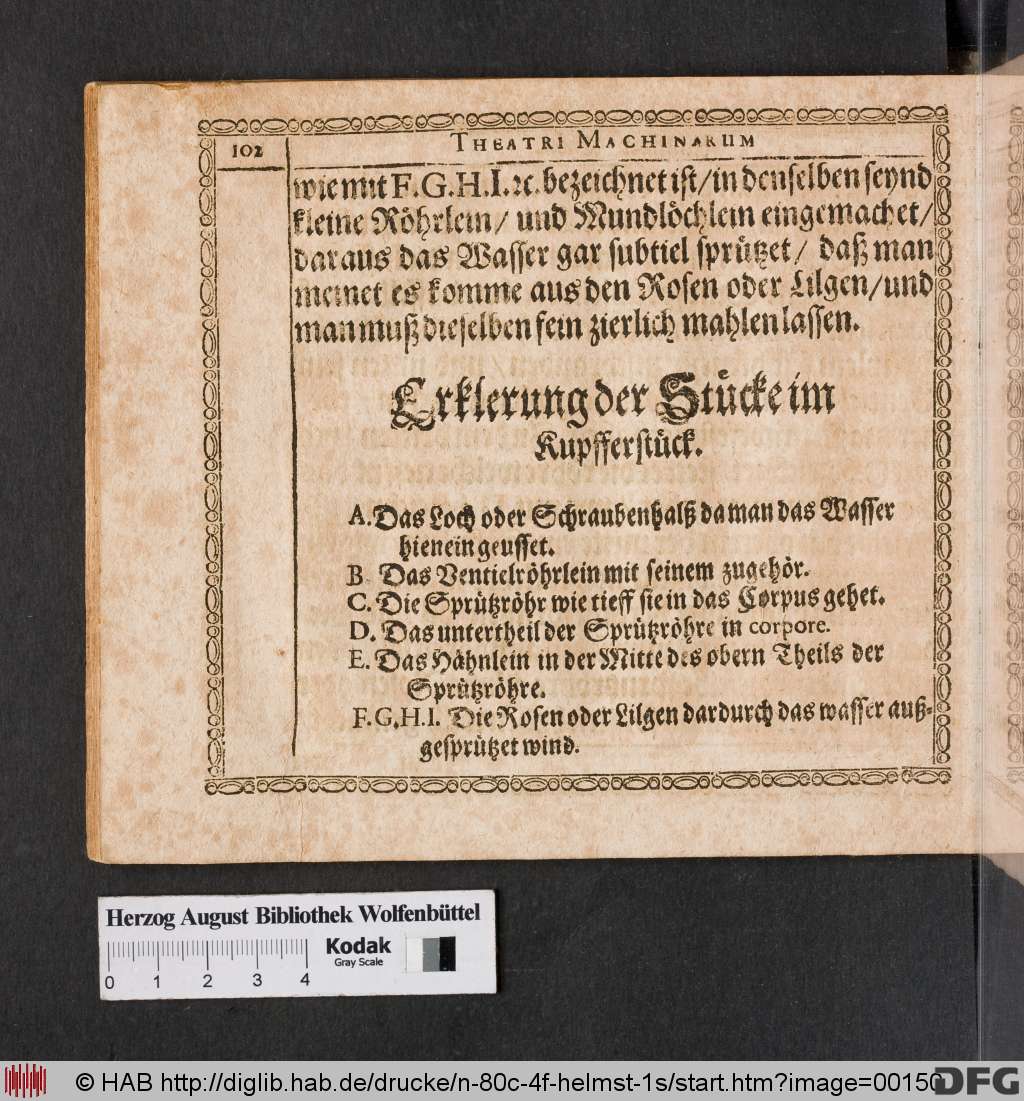 102
THEATRI MACHINARUM
wie mit F. G. H. I. ꝛc. bezeichnet ist / in denselben seynd
kleine Röhrlein / und Mundlöchlein eingemachet /
daraus das Wasser gar subtiel sprützet / daß man
meinet es komme aus den Rosen oder Lilgen / und
man muß dieselben fein zierlich mahlen lassen.
Erklerung der Stücke im
Kupfferstück.
A. Das Loch oder Schraubenhalß da man das Wasser
hienein geusset.
B. Das Ventielröhrlein mit seinem zugehör.
C. Die Sprützröhr wie tieff sie in das Corpus gehet.
D. Das untertheil der Sprützröhre in corpore.
E. Das Hähnlein in der Mitte des obern Theils der
Sprützröhre.
F. G. H. I. Die Rosen oder Lilgen dardurch das wasser auß-
gesprützet wind.
Herzog August Bibliothek Wolfenbüttel
Kodak
Gray Scale
0 1 2 3 4
© HAB http://diglib.hab.de/drucke/n-80c-4f-helmst-1s/start.htm?image=00150
DFG